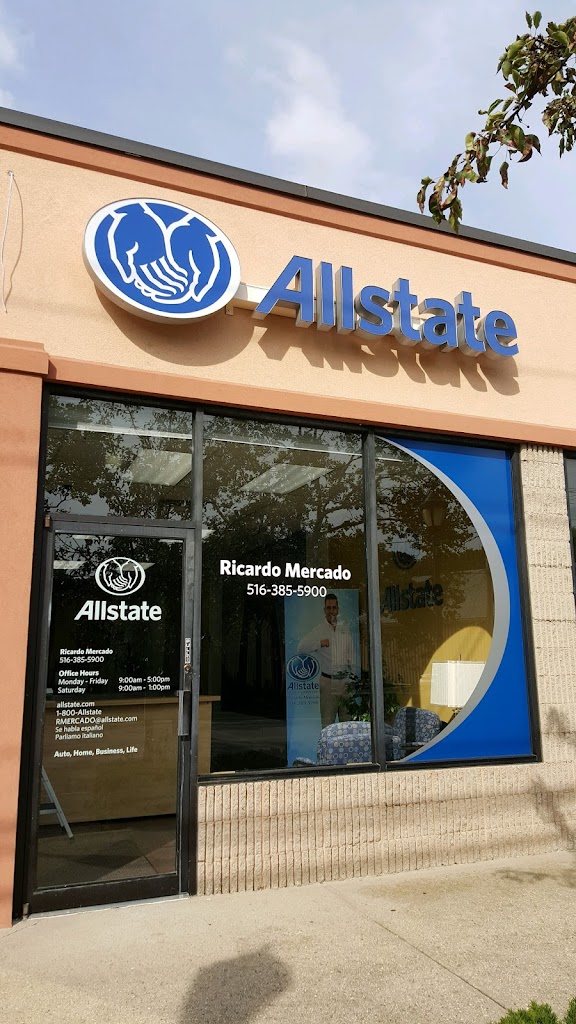 Allstate
Ricardo Mercado
516-385-5900
Allstate
Allstate
Ricardo Mercado
516-385-5900
Office Hours
Monday - Friday 9:00am - 5:00pm
Saturday 9:00am - 1:00pm
allstate.com
1-800-Allstate
RMERCADO@allstate.com
Se habla español
Parliamo italiano
Auto, Home, Business, Life
Allstate